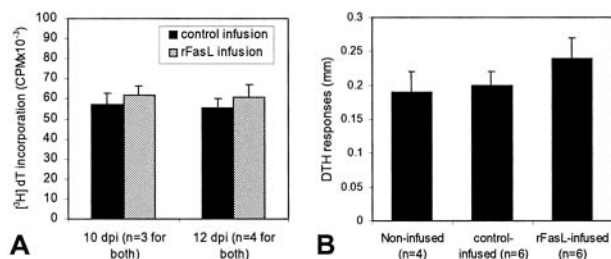 [³H] dT incorporation (CPMx10⁻³)
100
90
80
70
60
50
40
30
20
10
0
control infusion
rFasL infusion
10 dpi (n=3 for
both)
12 dpi (n=4 for
both)
A
DTH responses (mm)
0.3
0.25
0.2
0.15
0.1
0.05
0
Non-infused
(n=4)
control-
infused (n=6)
rFasL-infused
(n=6)
B